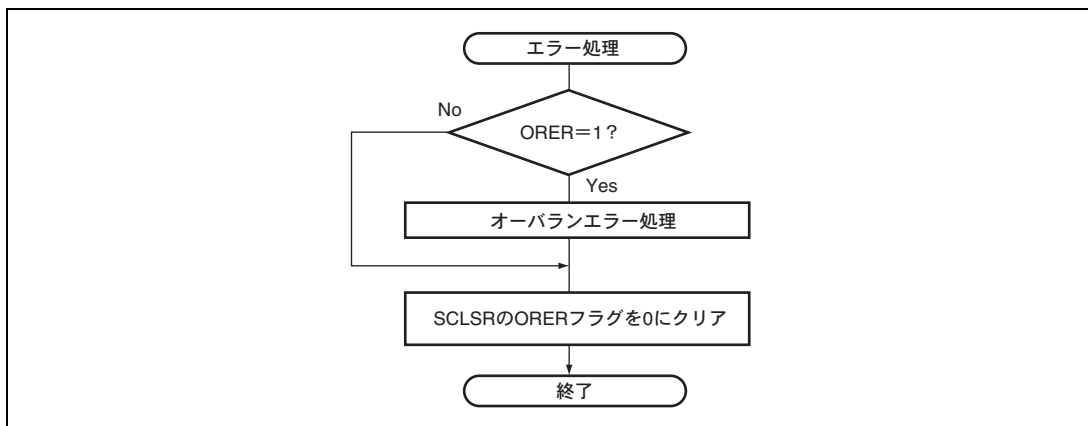 エラー処理
No
ORER＝1？
Yes
オーバランエラー処理
SCLSRのORERフラグを0にクリア
終了